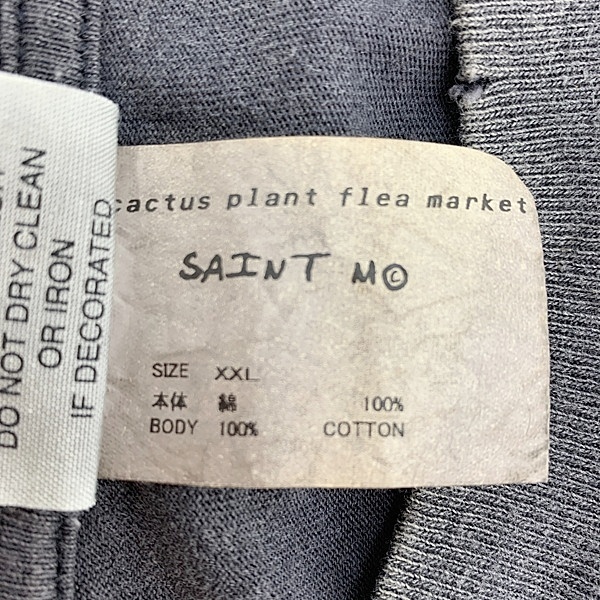 cactus plant flea market
SAINT M©
SIZE XXL
本体 綿 100%
BODY 100% COTTON
DO NOT DRY CLEAN
OR IRON
IF DECORATED